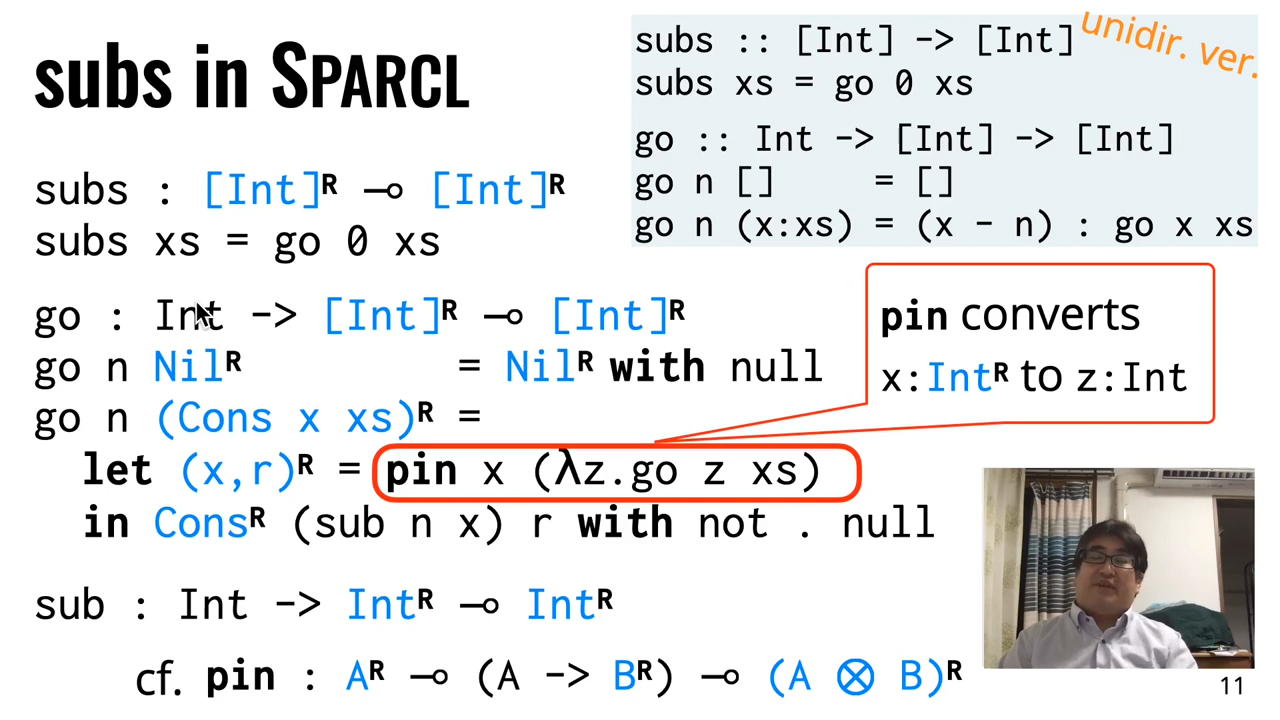 subs in SPARCL
subs :: [Int] -> [Int]
unidir. ver.
subs xs = go 0 xs
go :: Int -> [Int] -> [Int]
go n [] = []
go n (x:xs) = (x - n) : go x xs
subs : [Int]ᴿ ⊸ [Int]ᴿ
subs xs = go 0 xs
go : Int -> [Int]ᴿ ⊸ [Int]ᴿ
go n Nilᴿ = Nilᴿ with null
go n (Cons x xs)ᴿ =
let (x,r)ᴿ = pin x (λz.go z xs)
in Consᴿ (sub n x) r with not . null
pin converts
x:Intᴿ to z:Int
sub : Int -> Intᴿ ⊸ Intᴿ
cf. pin : Aᴿ ⊸ (A -> Bᴿ) ⊸ (A ⊗ B)ᴿ
11